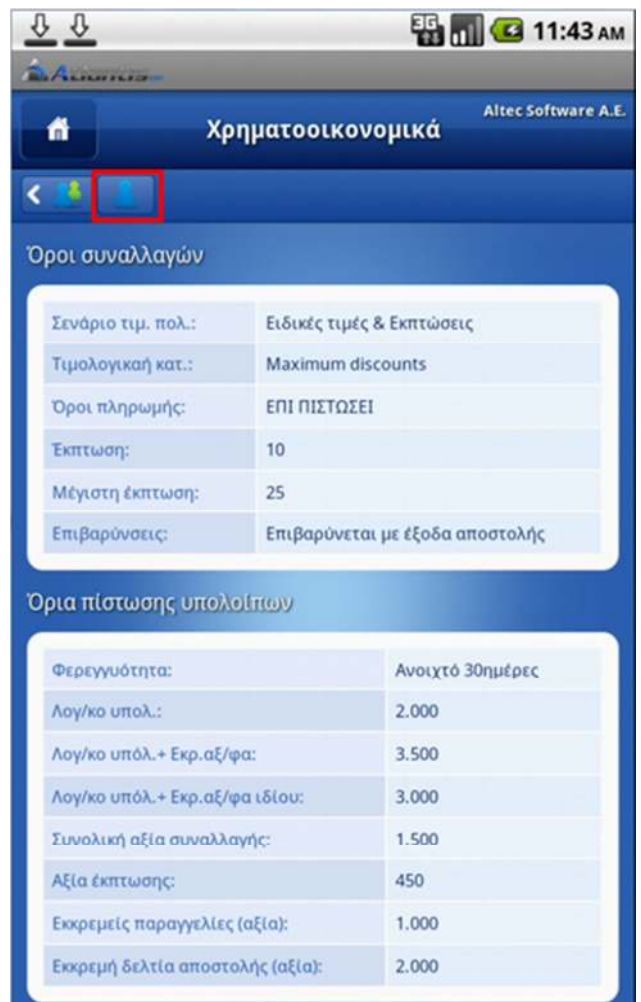 3G 11:43 AM
Atlantis
Altec Software A.E.
Χρηματοοικονομικά
Όροι συναλλαγών
Σενάριο τιμ. πολ.: Ειδικές τιμές & Εκπτώσεις
Τιμολογικαή κατ.: Maximum discounts
Όροι πληρωμής: ΕΠΙ ΠΙΣΤΩΣΕΙ
Έκπτωση: 10
Μέγιστη έκπτωση: 25
Επιβαρύνσεις: Επιβαρύνεται με έξοδα αποστολής
Όρια πίστωσης υπολοίπων
Φερεγγυότητα: Ανοιχτό 30ημέρες
Λογ/κο υπολ.: 2.000
Λογ/κο υπόλ.+ Εκρ.αξ/φα: 3.500
Λογ/κο υπόλ.+ Εκρ.αξ/φα ιδίου: 3.000
Συνολική αξία συναλλαγής: 1.500
Αξία έκπτωσης: 450
Εκκρεμείς παραγγελίες (αξία): 1.000
Εκκρεμή δελτία αποστολής (αξία): 2.000